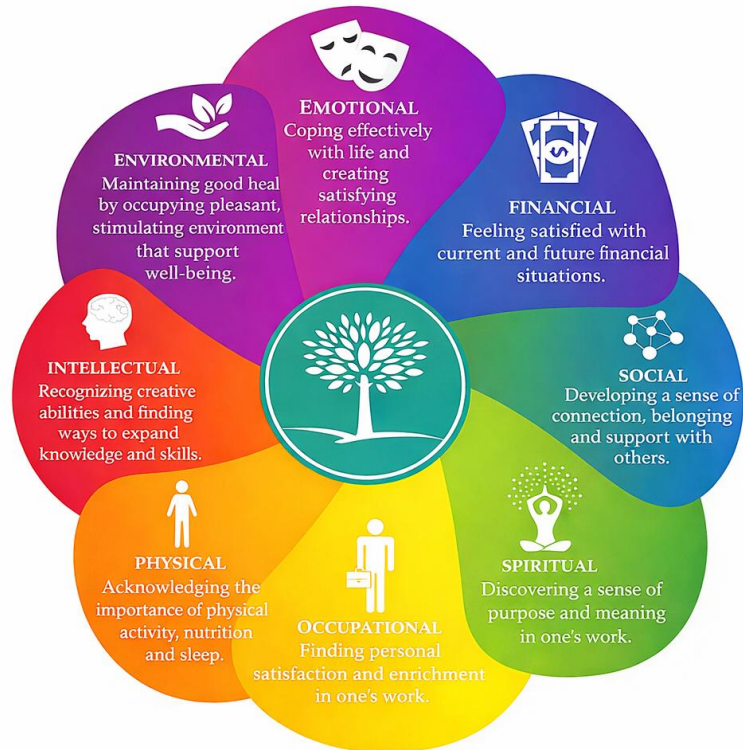 EMOTIONAL
Coping effectively
with life and
creating
satisfying
relationships.
FINANCIAL
Feeling satisfied with
current and future financial
situations.
SOCIAL
Developing a sense of
connection, belonging
and support with
others.
SPIRITUAL
Discovering a sense of
purpose and meaning
in one's work.
OCCUPATIONAL
Finding personal
satisfaction and enrichment
in one's work.
PHYSICAL
Acknowledging the
importance of physical
activity, nutrition
and sleep.
INTELLECTUAL
Recognizing creative
abilities and finding
ways to expand
knowledge and skills.
ENVIRONMENTAL
Maintaining good heal
by occupying pleasant,
stimulating environment
that support
well-being.